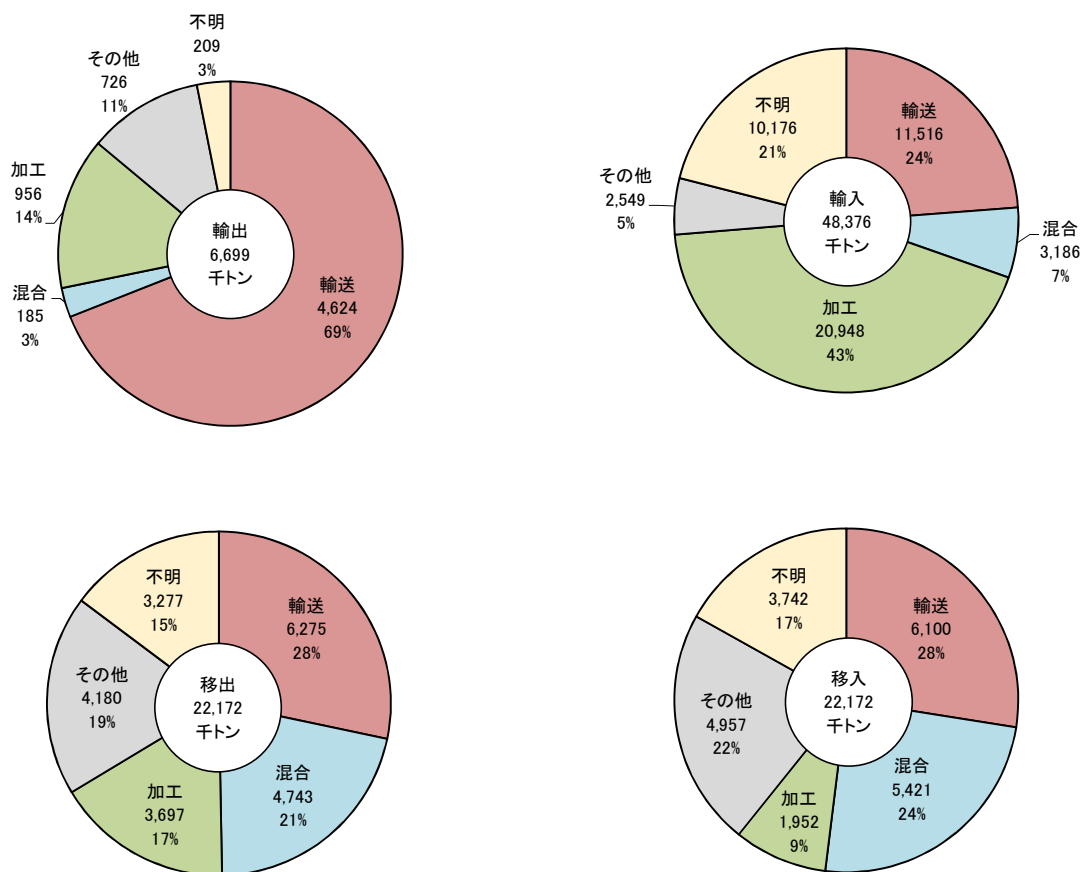 不明
209
3%
その他
726
11%
加工
956
14%
混合
185
3%
輸送
4,624
69%
輸出
6,699
千トン
不明
10,176
21%
輸送
11,516
24%
その他
2,549
5%
混合
3,186
7%
加工
20,948
43%
輸入
48,376
千トン
不明
3,277
15%
輸送
6,275
28%
その他
4,180
19%
混合
4,743
21%
加工
3,697
17%
移出
22,172
千トン
不明
3,742
17%
輸送
6,100
28%
その他
4,957
22%
混合
5,421
24%
加工
1,952
9%
移入
22,172
千トン